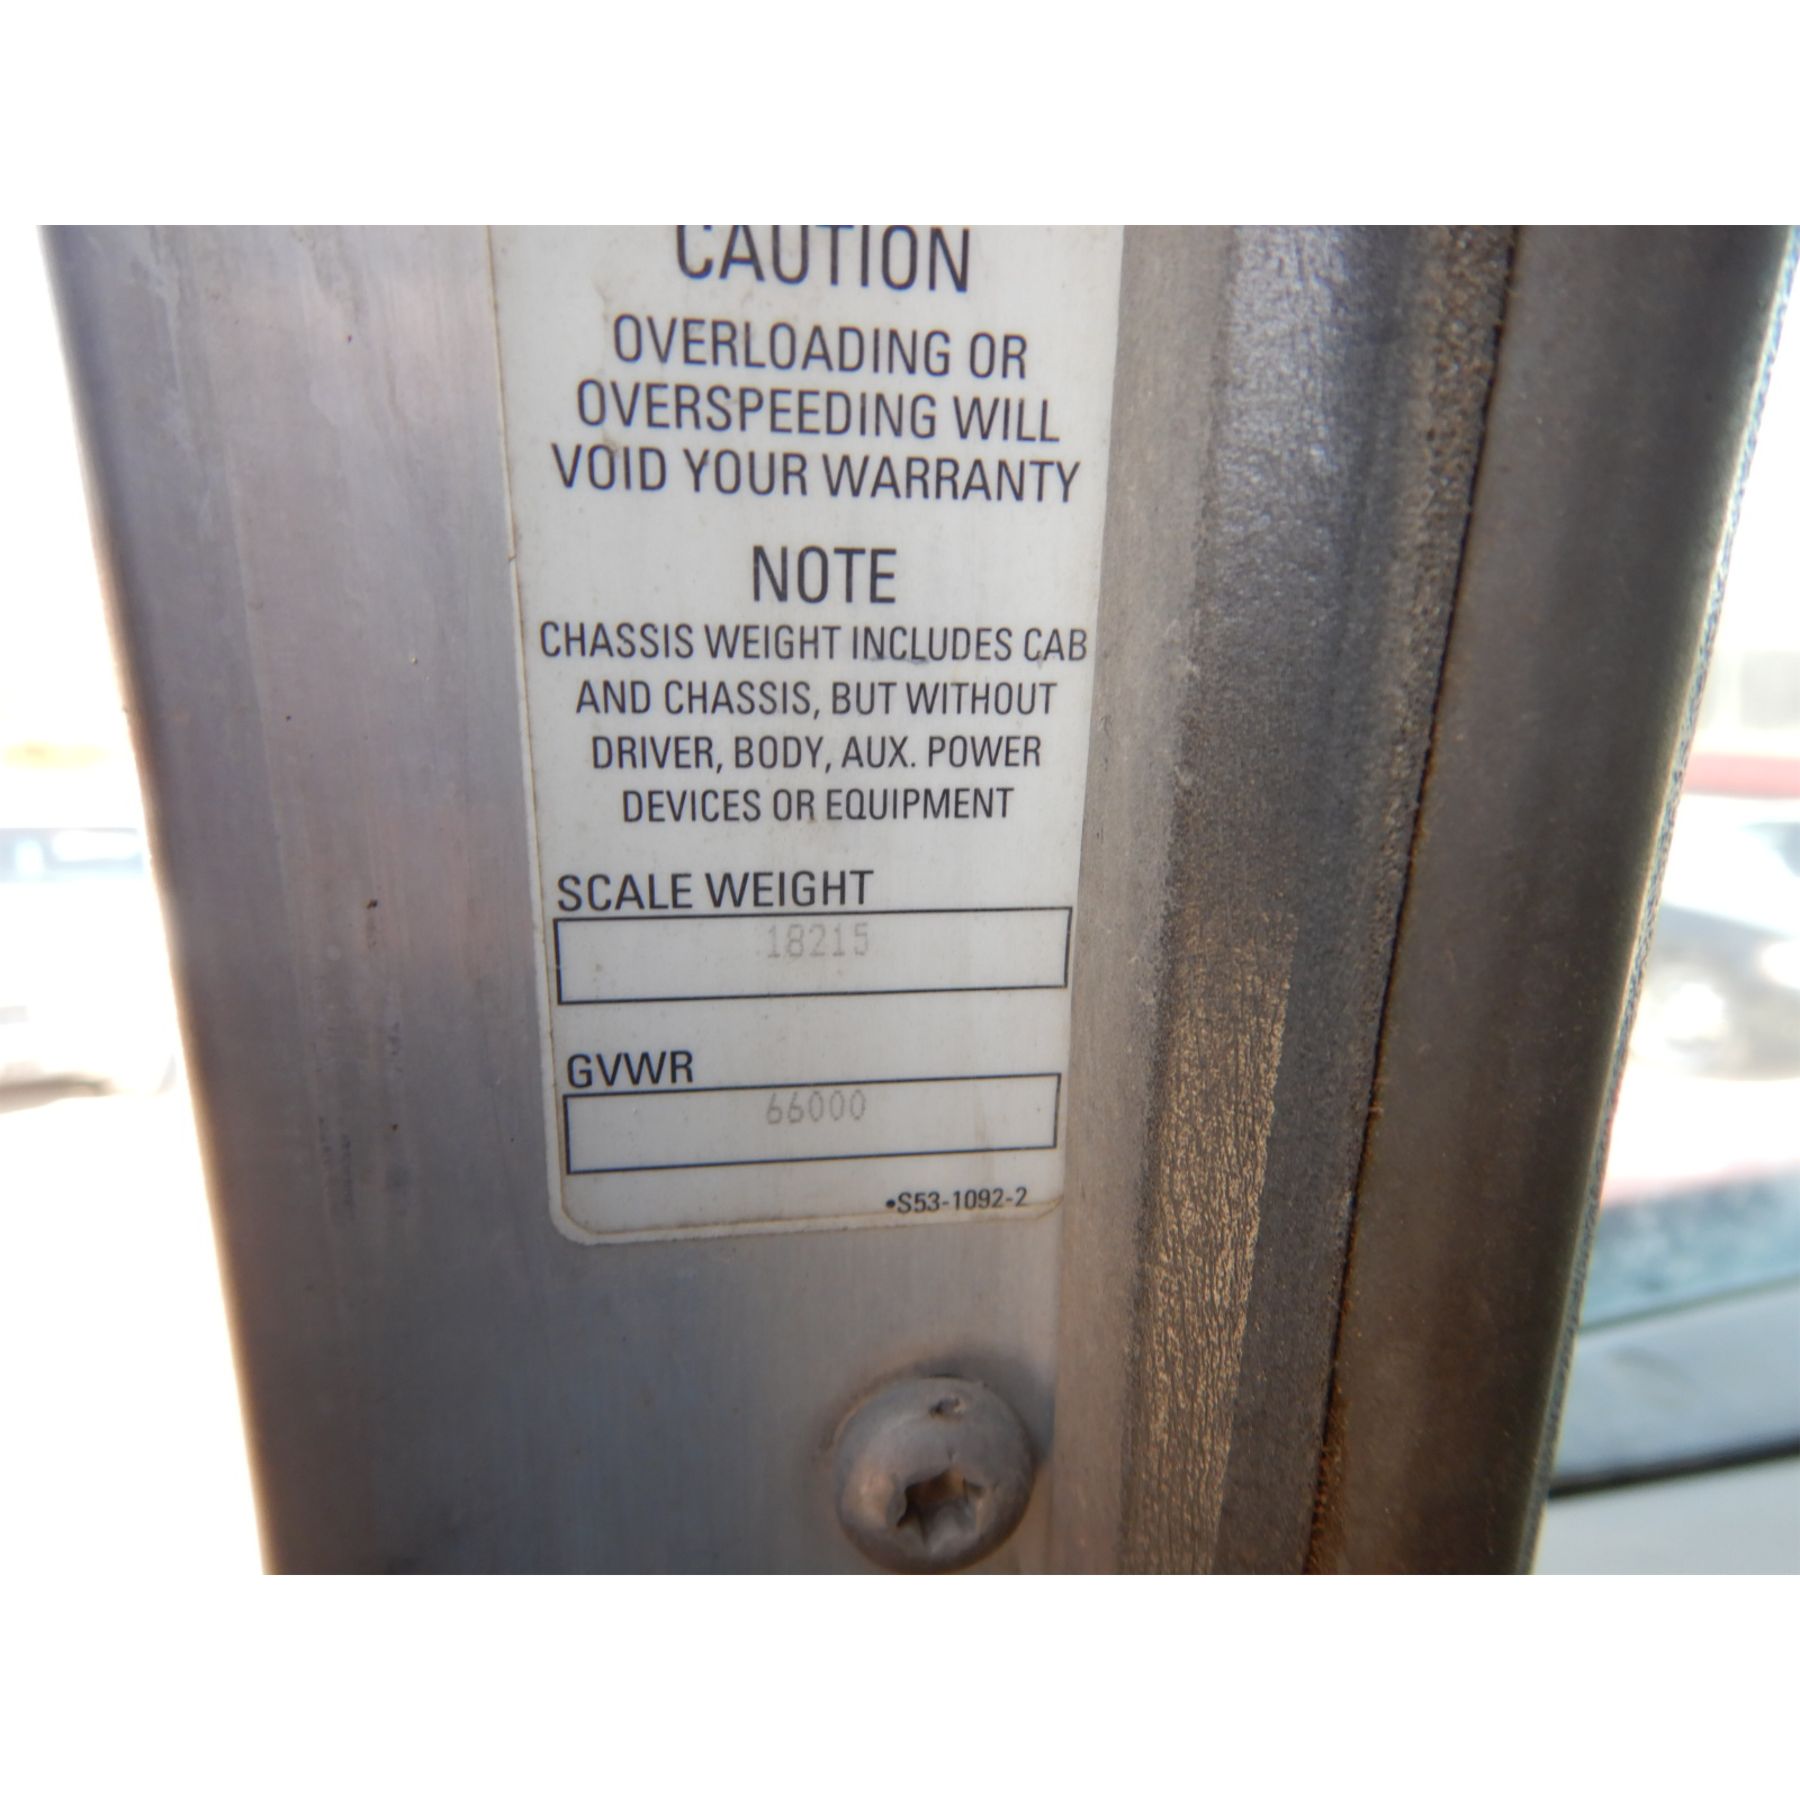 CAUTION
OVERLOADING OR
OVERSPEEDING WILL
VOID YOUR WARRANTY
NOTE
CHASSIS WEIGHT INCLUDES CAB
AND CHASSIS, BUT WITHOUT
DRIVER, BODY, AUX. POWER
DEVICES OR EQUIPMENT
SCALE WEIGHT
18215
GVWR
66000
•S53-1092-2